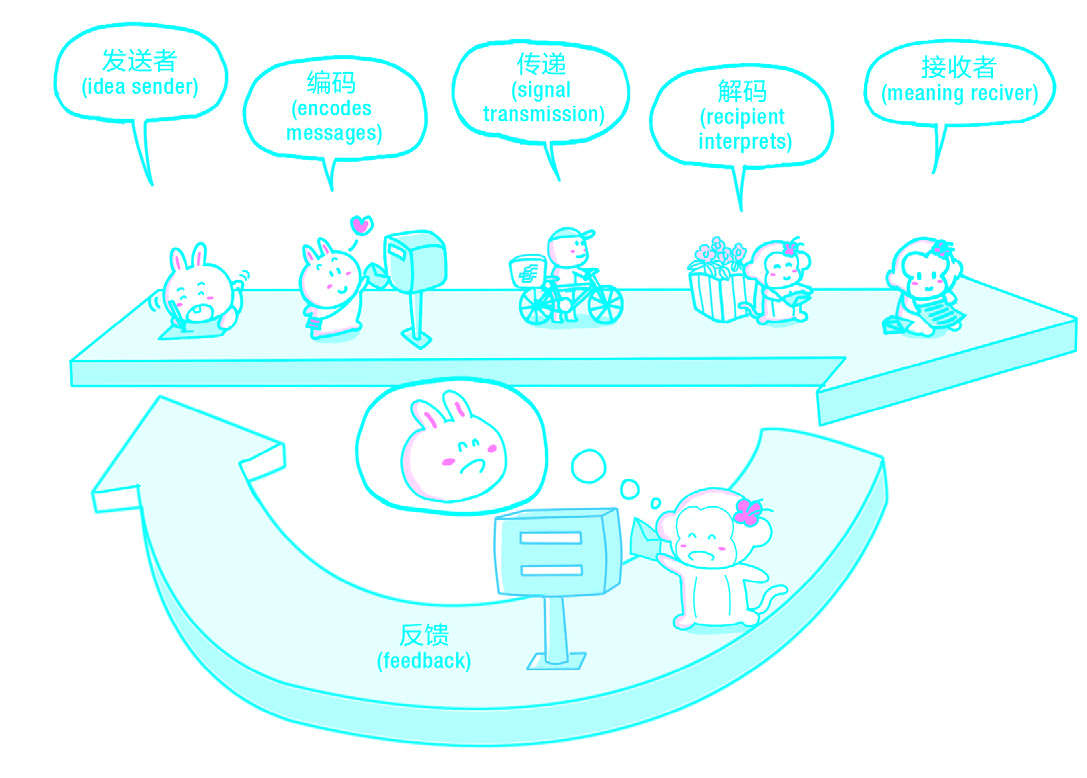 发送者
(idea sender)
编码
(encodes
messages)
传递
(signal
transmission)
解码
(recipient
interprets)
接收者
(meaning reciver)
反馈
(feedback)